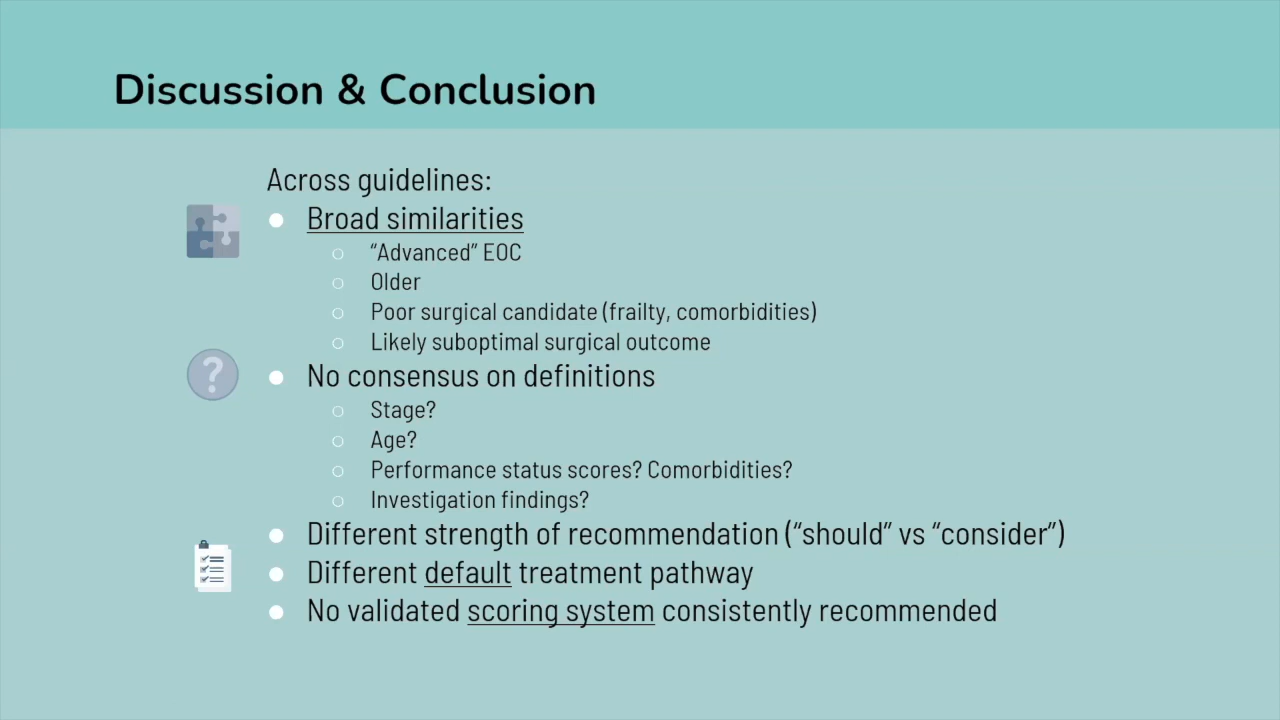 Discussion & Conclusion
Across guidelines:
● Broad similarities
○ “Advanced” EOC
○ Older
○ Poor surgical candidate (frailty, comorbidities)
○ Likely suboptimal surgical outcome
? 
● No consensus on definitions
○ Stage?
○ Age?
○ Performance status scores? Comorbidities?
○ Investigation findings?
● Different strength of recommendation (“should” vs “consider”)
● Different default treatment pathway
● No validated scoring system consistently recommended